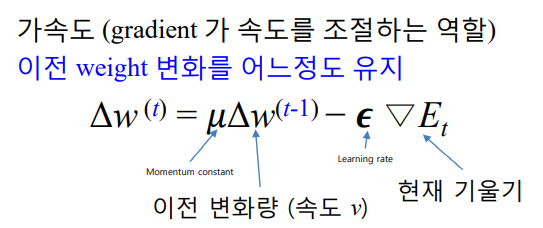 가속도 (gradient 가 속도를 조절하는 역할)
이전 weight 변화를 어느정도 유지
Δw⁽ᵗ⁾ = μΔw⁽ᵗ⁻¹⁾ − ϵ ▽Eₜ
Momentum constant
Learning rate
이전 변화량 (속도 v)
현재 기울기